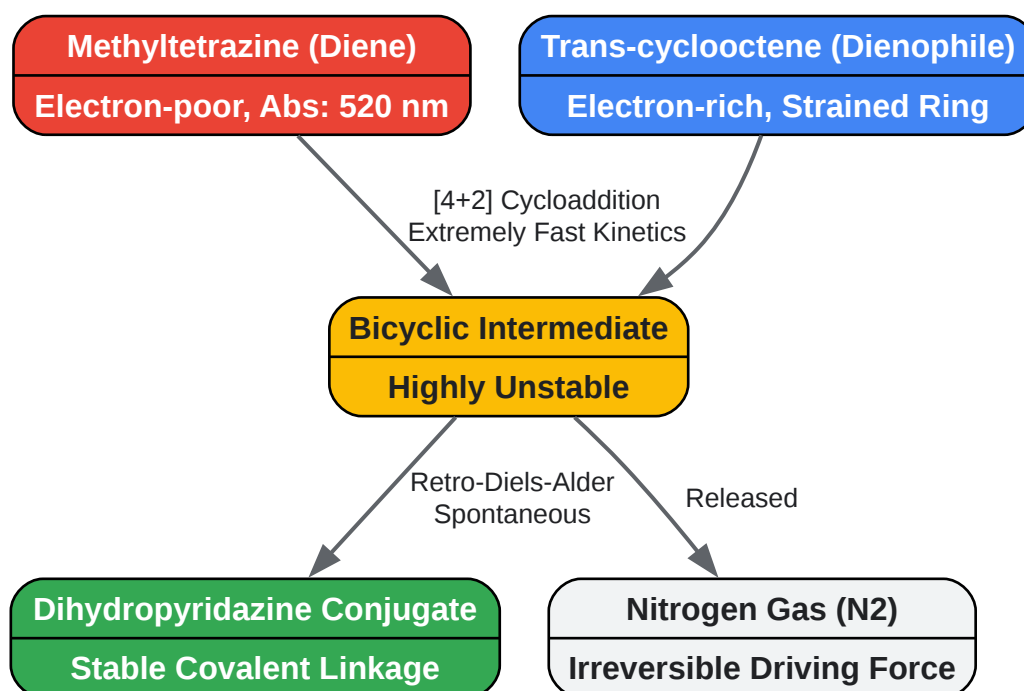 Methyltetrazine (Diene)
Electron-poor, Abs: 520 nm
Trans-cyclooctene (Dienophile)
Electron-rich, Strained Ring
[4+2] Cycloaddition
Extremely Fast Kinetics
Bicyclic Intermediate
Highly Unstable
Retro-Diels-Alder
Spontaneous
Released
Dihydropyridazine Conjugate
Stable Covalent Linkage
Nitrogen Gas (N2)
Irreversible Driving Force